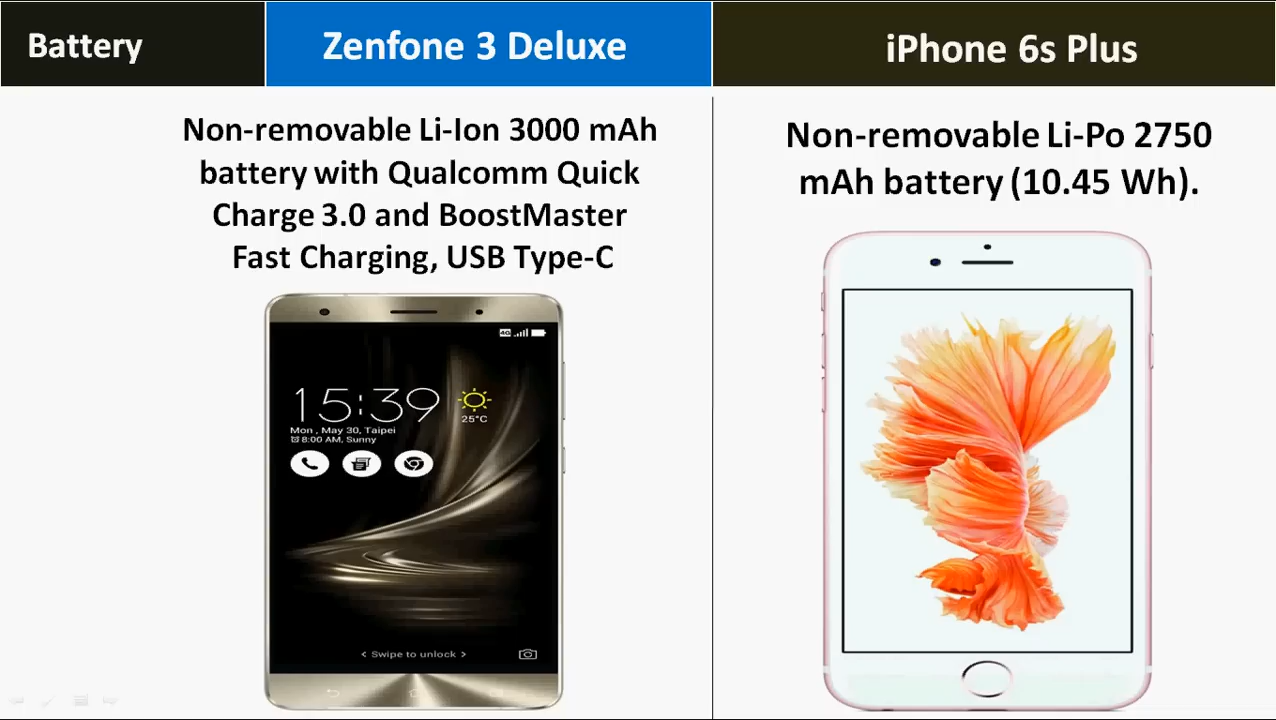 Battery
Zenfone 3 Deluxe
iPhone 6s Plus
Non-removable Li-Ion 3000 mAh
battery with Qualcomm Quick
Charge 3.0 and BoostMaster
Fast Charging, USB Type-C
Non-removable Li-Po 2750
mAh battery (10.45 Wh).
4G
15:39
25°C
Mon , May 30, Taipei
8:00 AM, Sunny
< Swipe to unlock >